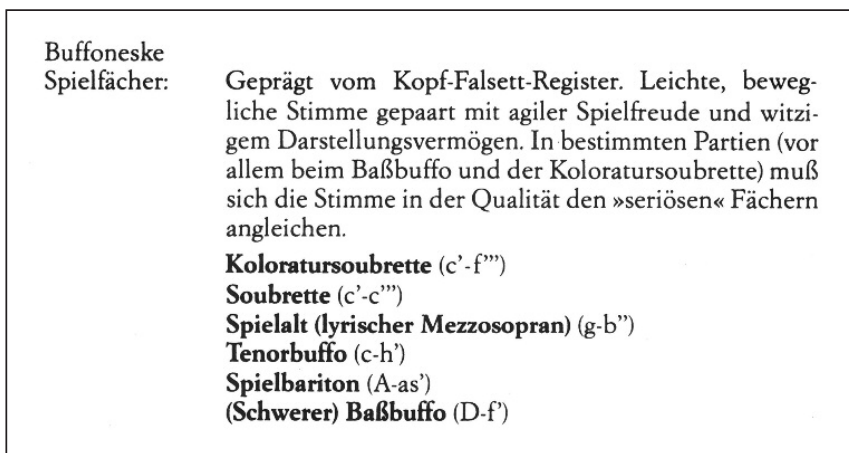 Buffoneske
Spielfächer: Geprägt vom Kopf-Falsett-Register. Leichte, beweg-
liche Stimme gepaart mit agiler Spielfreude und witzi-
gem Darstellungsvermögen. In bestimmten Partien (vor
allem beim Baßbuffo und der Koloratursoubrette) muß
sich die Stimme in der Qualität den »seriösen« Fächern
angleichen.
Koloratursoubrette (c'-f''')
Soubrette (c'-c''')
Spielalt (lyrischer Mezzosopran) (g-b'')
Tenorbuffo (c-h')
Spielbariton (A-as')
(Schwerer) Baßbuffo (D-f')